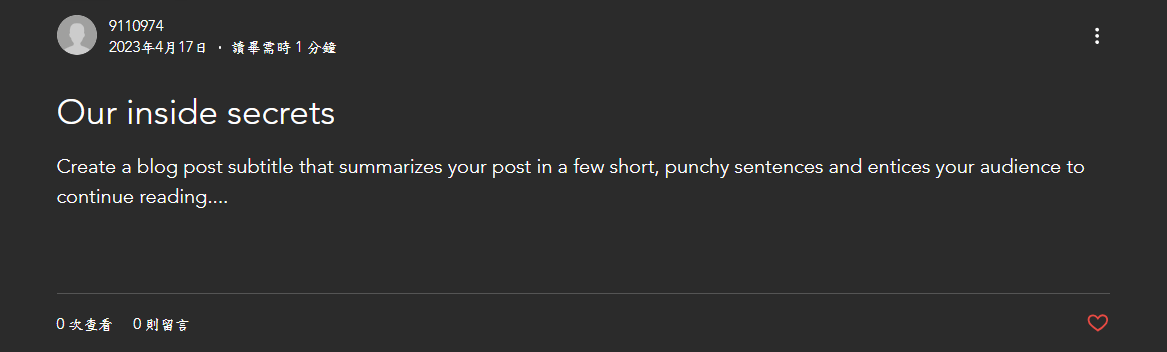 9110974
2023年4月17日 · 讀畢需時 1 分鐘
Our inside secrets
Create a blog post subtitle that summarizes your post in a few short, punchy sentences and entices your audience to
continue reading....
0 次查看 0 則留言